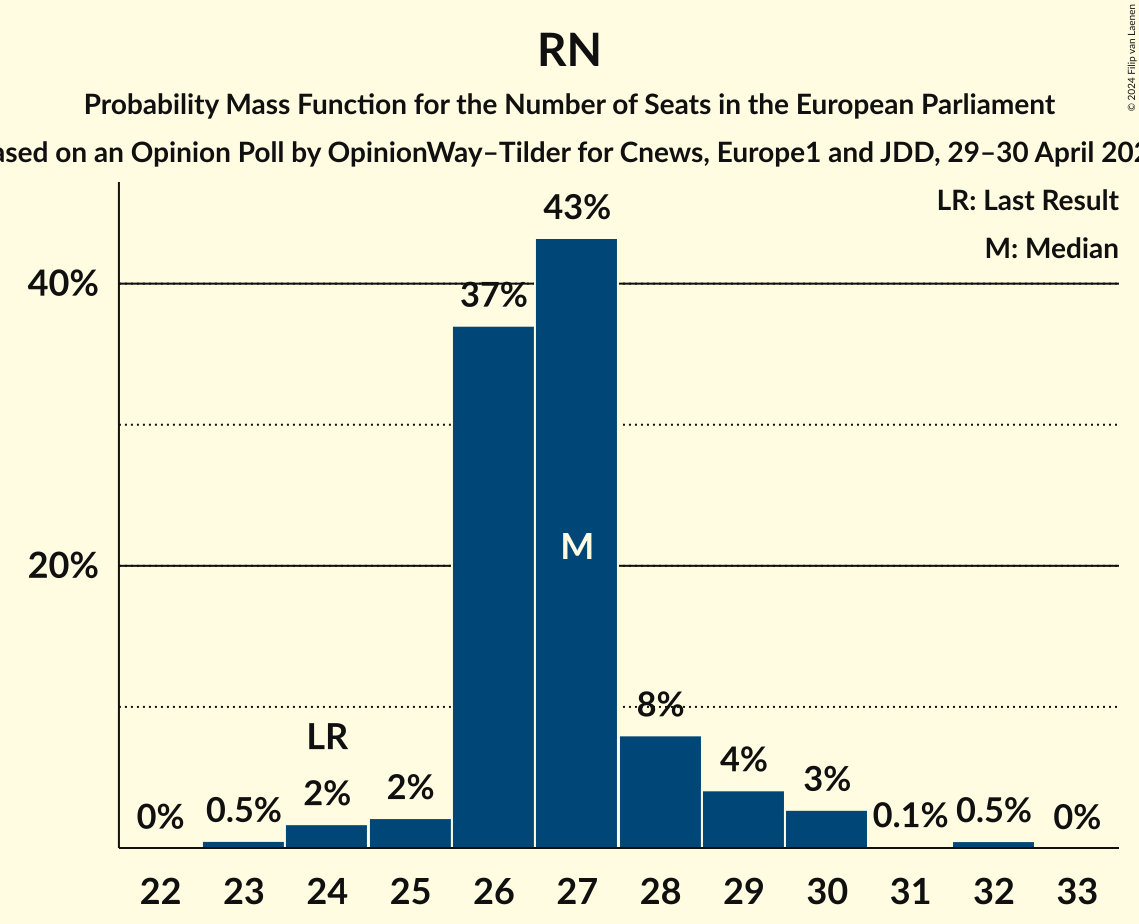 RN
Probability Mass Function for the Number of Seats in the European Parliament
on an Opinion Poll by OpinionWay–Tilder for Cnews, Europe1 and JDD, 29–30 April
© 2024 Filip van Laenen
LR: Last Result
M: Median
43%
40%
37%
M
20%
8%
LR
4%
3%
2%
2%
0%
0.5%
0.1%
0.5%
0%
22 23 24 25 26 27 28 29 30 31 32 33